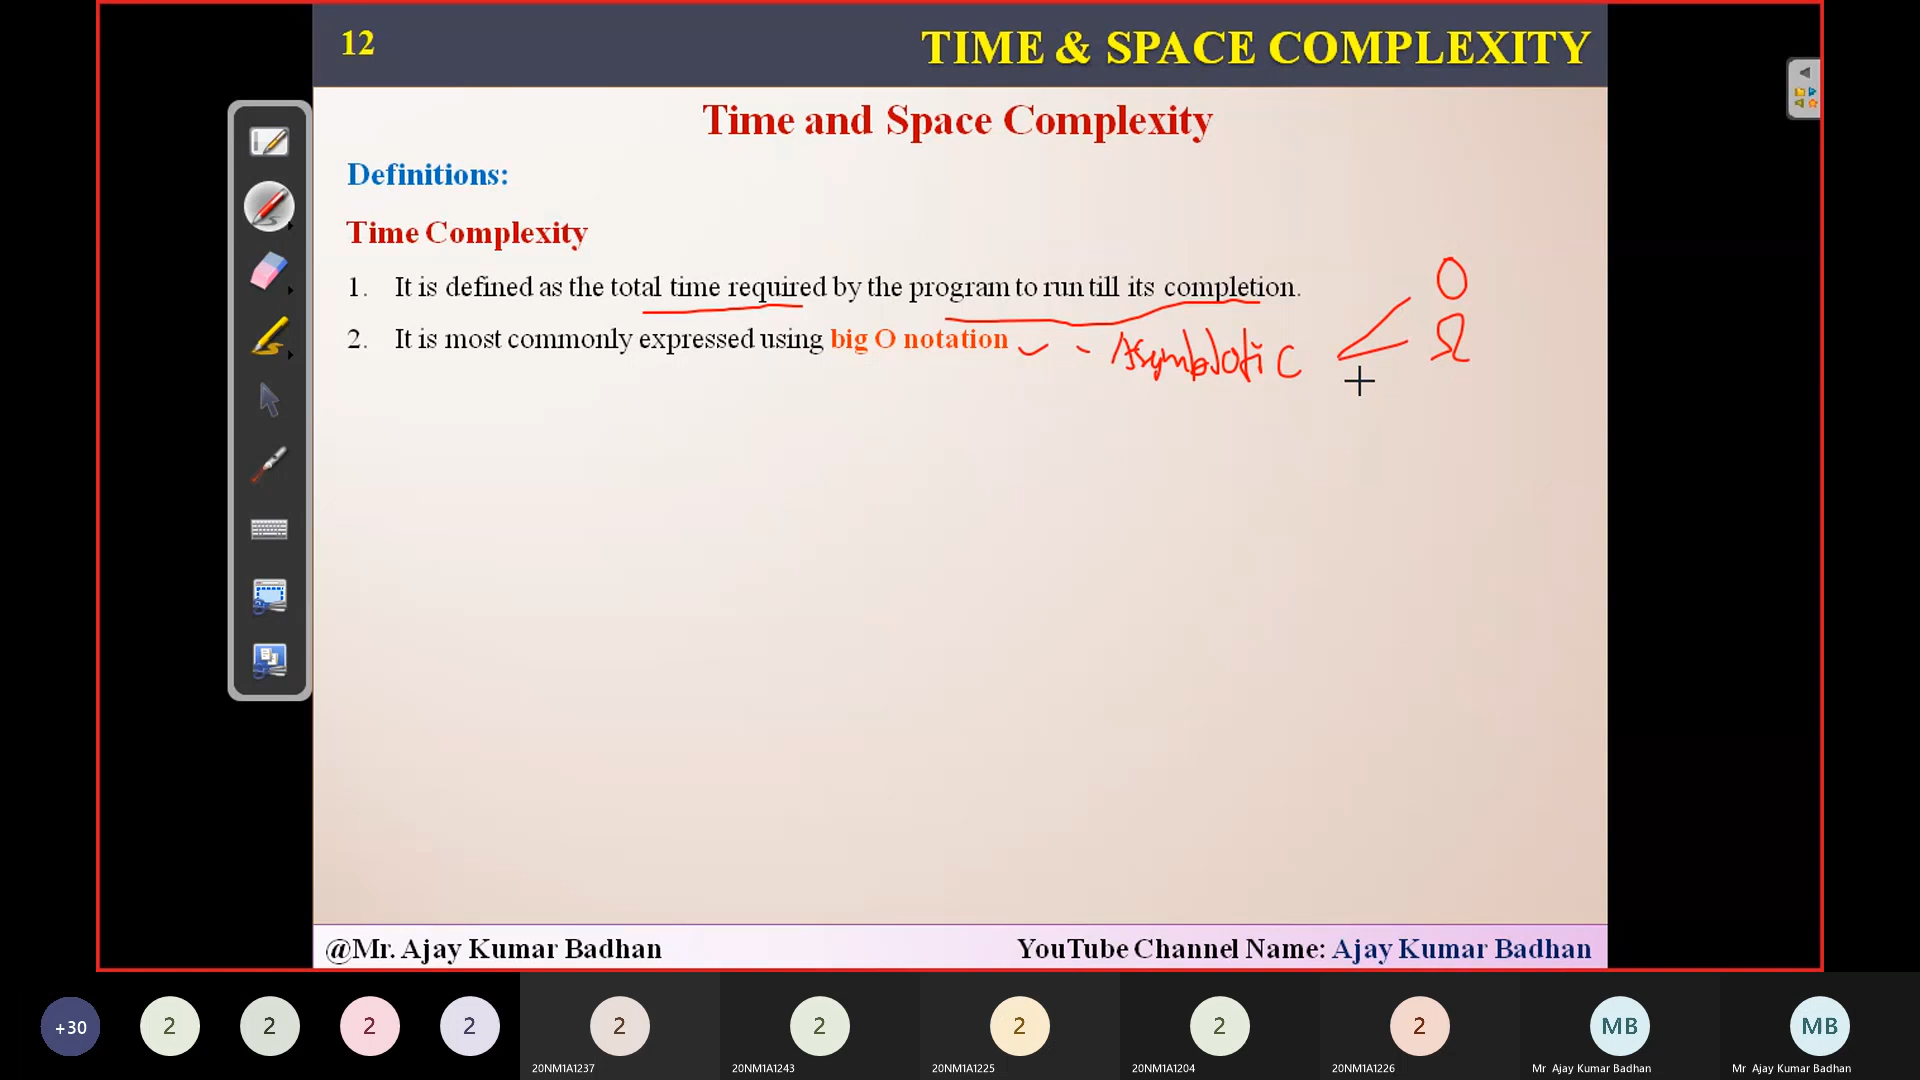 12
TIME & SPACE COMPLEXITY
Time and Space Complexity
Definitions:
Time Complexity
1. It is defined as the total time required by the program to run till its completion.
O
2. It is most commonly expressed using big O notation - Asymblotic
Ω
@Mr. Ajay Kumar Badhan
YouTube Channel Name: Ajay Kumar Badhan
+30 2 2 2 2 2 2 2 2 2 MB MB
20NM1A1237 20NM1A1243 20NM1A1225 20NM1A1204 20NM1A1226 Mr Ajay Kumar Badhan Mr Ajay Kumar Badhan